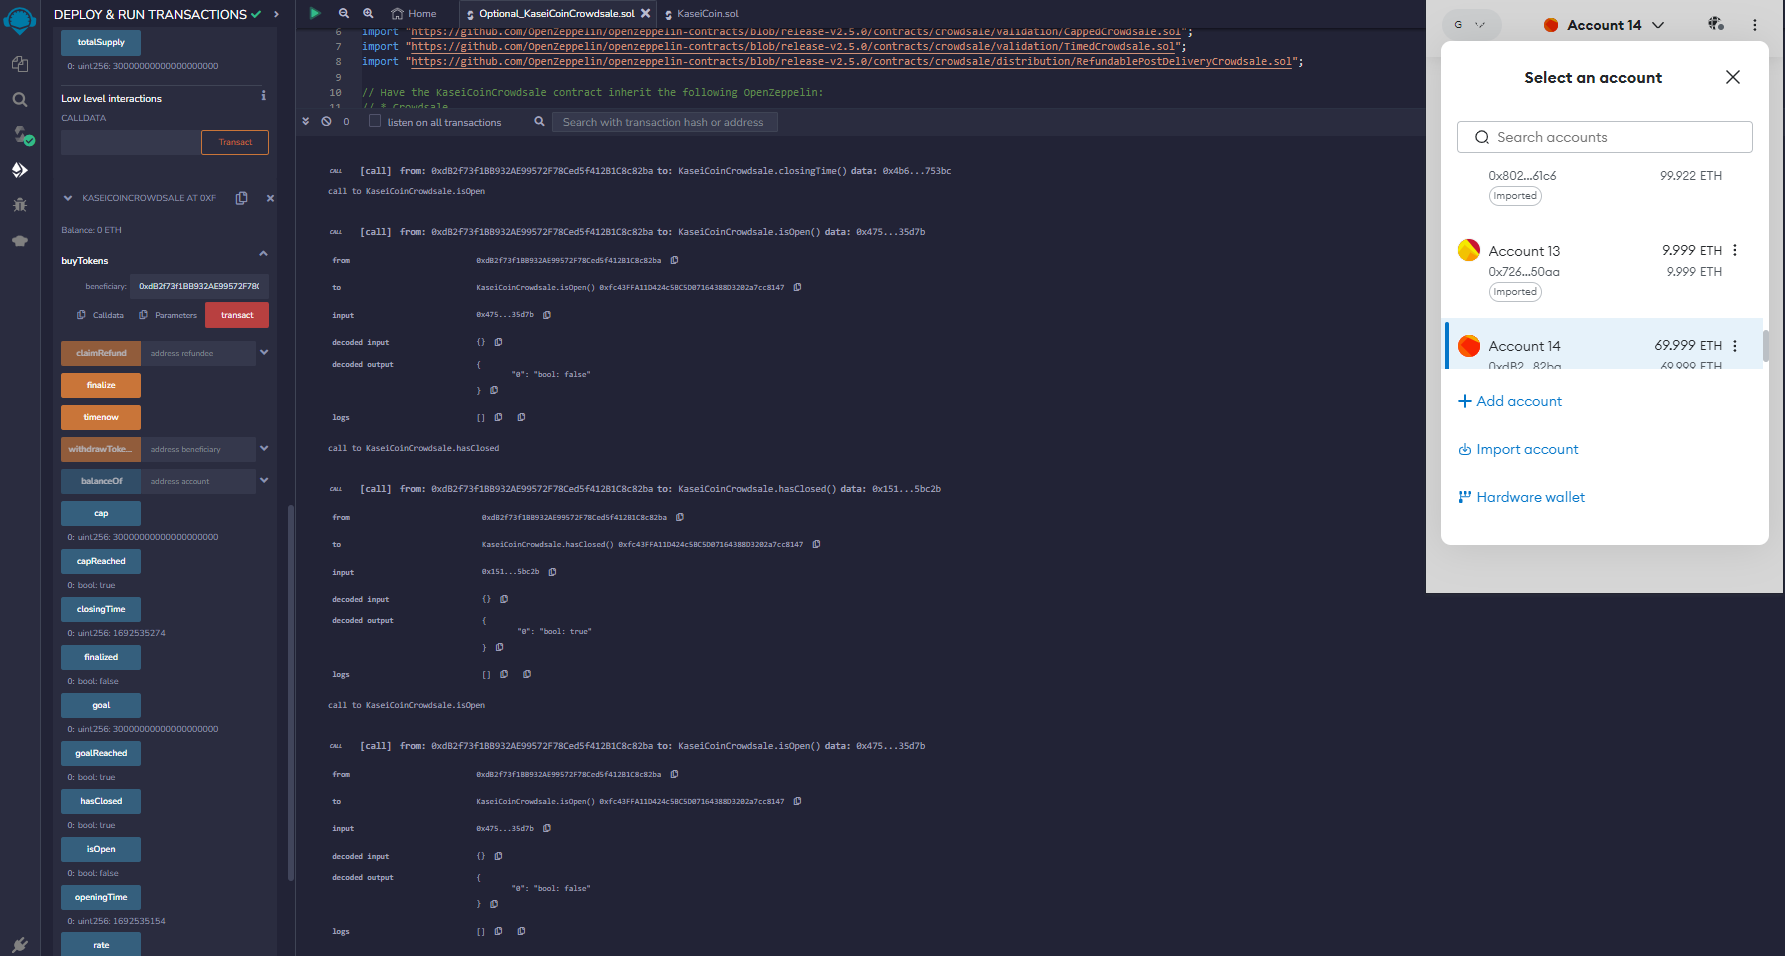 DEPLOY & RUN TRANSACTIONS
totalSupply
0: uint256: 30000000000000000000
Low level interactions
i
CALLDATA
Transact
KASEICOINCROWDSALE AT 0XF
Balance: 0 ETH
buyTokens
beneficiary: 0xdB2f73f1BB932AE99572F78C
Calldata Parameters transact
claimRefund address refundee
finalize
timenow
withdrawToke... address beneficiary
balanceOf address account
cap
0: uint256: 30000000000000000000
capReached
0: bool: true
closingTime
0: uint256: 1692535274
finalized
0: bool: false
goal
0: uint256: 30000000000000000000
goalReached
0: bool: true
hasClosed
0: bool: true
isOpen
0: bool: false
openingTime
0: uint256: 1692535154
rate
Home Optional_KaseiCoinCrowdsale.sol KaseiCoin.sol
6 import "https://github.com/OpenZeppelin/openzeppelin-contracts/blob/release-v2.5.0/contracts/crowdsale/validation/CappedCrowdsale.sol";
7 import "https://github.com/OpenZeppelin/openzeppelin-contracts/blob/release-v2.5.0/contracts/crowdsale/validation/TimedCrowdsale.sol";
8 import "https://github.com/OpenZeppelin/openzeppelin-contracts/blob/release-v2.5.0/contracts/crowdsale/distribution/RefundablePostDeliveryCrowdsale.sol";
9
10 // Have the KaseiCoinCrowdsale contract inherit the following OpenZeppelin:
11 // * Crowdsale
0 listen on all transactions Search with transaction hash or address
CALL [call] from: 0xdB2f73f1BB932AE99572F78Ced5f412B1C8c82ba to: KaseiCoinCrowdsale.closingTime() data: 0x4b6...753bc
call to KaseiCoinCrowdsale.isOpen
CALL [call] from: 0xdB2f73f1BB932AE99572F78Ced5f412B1C8c82ba to: KaseiCoinCrowdsale.isOpen() data: 0x475...35d7b
from 0xdB2f73f1BB932AE99572F78Ced5f412B1C8c82ba
to KaseiCoinCrowdsale.isOpen() 0xfc43FFA11D424c5BC5D07164388D3202a7cc8147
input 0x475...35d7b
decoded input {}
decoded output {
"0": "bool: false"
}
logs []
call to KaseiCoinCrowdsale.hasClosed
CALL [call] from: 0xdB2f73f1BB932AE99572F78Ced5f412B1C8c82ba to: KaseiCoinCrowdsale.hasClosed() data: 0x151...5bc2b
from 0xdB2f73f1BB932AE99572F78Ced5f412B1C8c82ba
to KaseiCoinCrowdsale.hasClosed() 0xfc43FFA11D424c5BC5D07164388D3202a7cc8147
input 0x151...5bc2b
decoded input {}
decoded output {
"0": "bool: true"
}
logs []
call to KaseiCoinCrowdsale.isOpen
CALL [call] from: 0xdB2f73f1BB932AE99572F78Ced5f412B1C8c82ba to: KaseiCoinCrowdsale.isOpen() data: 0x475...35d7b
from 0xdB2f73f1BB932AE99572F78Ced5f412B1C8c82ba
to KaseiCoinCrowdsale.isOpen() 0xfc43FFA11D424c5BC5D07164388D3202a7cc8147
input 0x475...35d7b
decoded input {}
decoded output {
"0": "bool: false"
}
logs []
G Account 14
Select an account
Search accounts
0x802...61c6 99.922 ETH
Imported
Account 13 9.999 ETH
0x726...50aa 9.999 ETH
Imported
Account 14 69.999 ETH
0xdB2...82ba 69.999 ETH
Add account
Import account
Hardware wallet